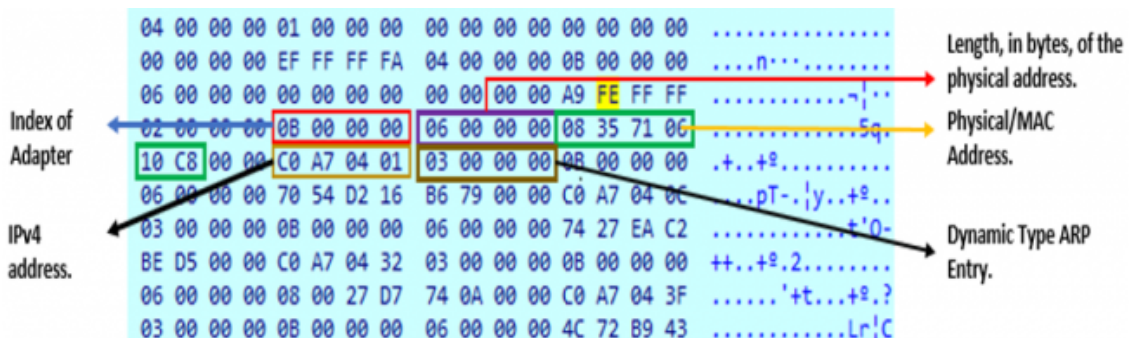 04 00 00 00 01 00 00 00 00 00 00 00 00 00 00 00 ................
00 00 00 00 EF FF FF FA 04 00 00 00 0B 00 00 00 ....n···........
06 00 00 00 00 00 00 00 00 00 00 00 A9 FE FF FF ............¬¦··
02 00 00 00 0B 00 00 00 06 00 00 00 08 35 71 0C .............5q.
10 C8 00 00 C0 A7 04 01 03 00 00 00 0B 00 00 00 .+..+º..........
06 00 00 00 70 54 D2 16 B6 79 00 00 C0 A7 04 0C ....pT-.¦y..+º..
03 00 00 00 0B 00 00 00 06 00 00 00 74 27 EA C2 ............t'O-
BE D5 00 00 C0 A7 04 32 03 00 00 00 0B 00 00 00 ++..+º.2........
06 00 00 00 08 00 27 D7 74 0A 00 00 C0 A7 04 3F ......'+t...+º.?
03 00 00 00 0B 00 00 00 06 00 00 00 4C 72 B9 43 ............Lr¦C
Index of
Adapter
IPv4
address.
Length, in bytes, of the
physical address.
Physical/MAC
Address.
Dynamic Type ARP
Entry.